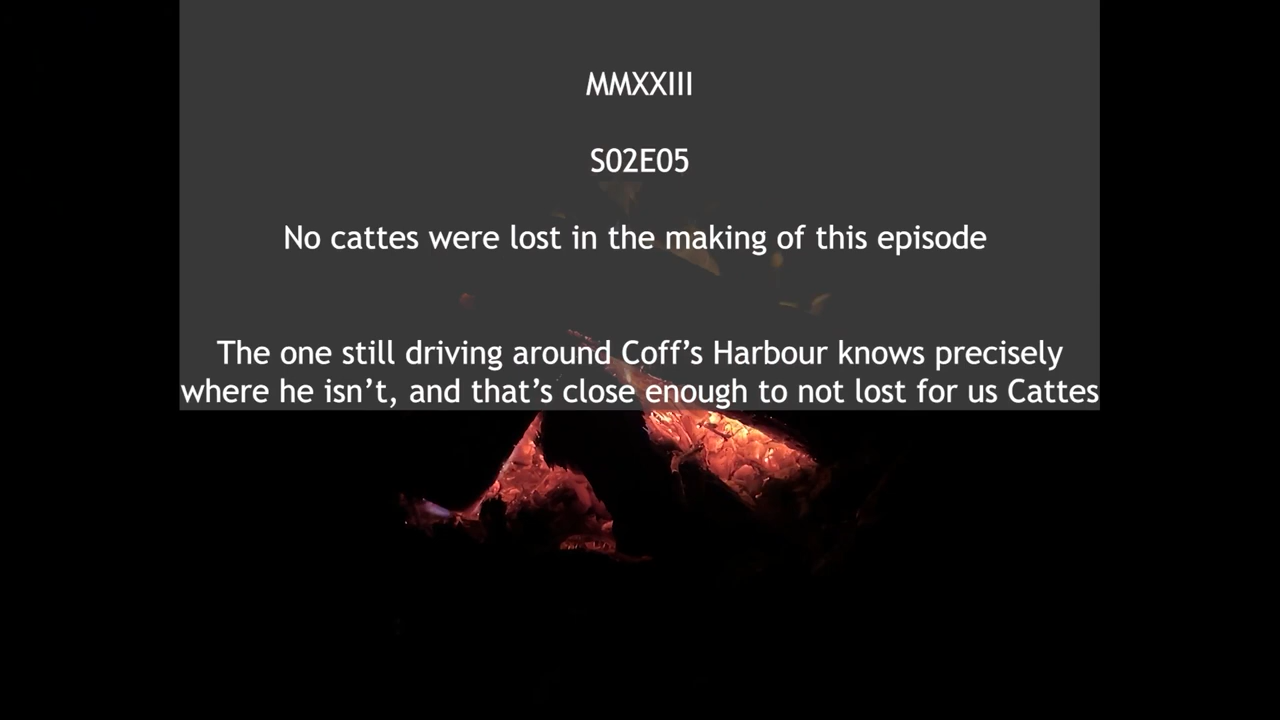 MMXXIII
S02E05
No cattes were lost in the making of this episode
The one still driving around Coff’s Harbour knows precisely
where he isn’t, and that’s close enough to not lost for us Cattes